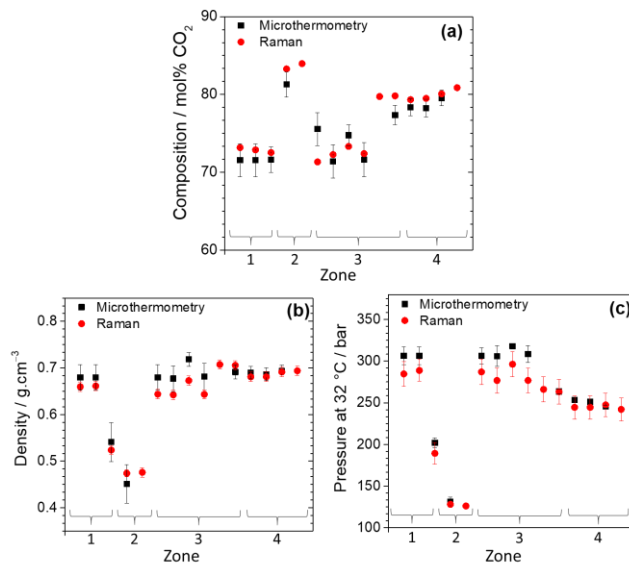 (a)
Microthermometry
Raman
Composition / mol% CO₂
90
80
70
60
1 2 3 4
Zone
(b)
Microthermometry
Raman
Density / g.cm⁻³
0.8
0.7
0.6
0.5
0.4
1 2 3 4
Zone
(c)
Microthermometry
Raman
Pressure at 32 °C / bar
400
350
300
250
200
150
100
1 2 3 4
Zone